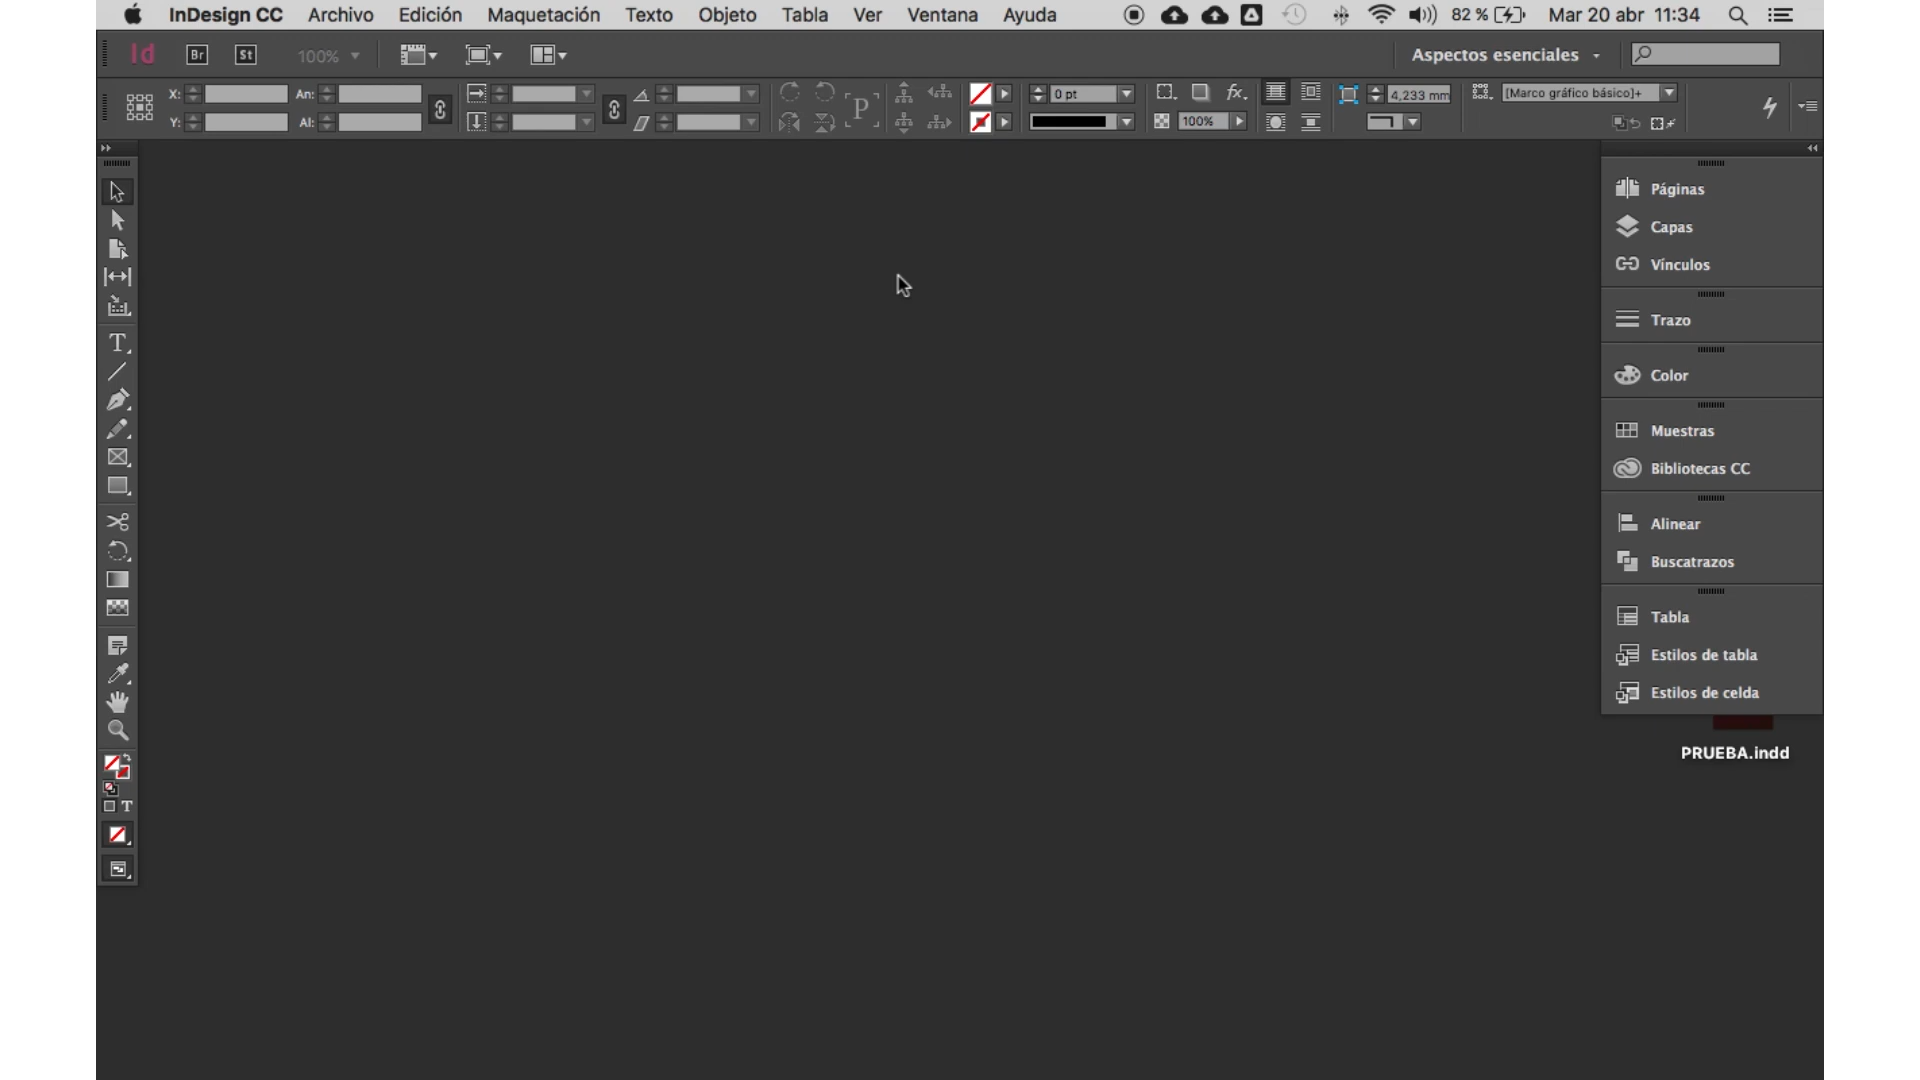 InDesign CC Archivo Edición Maquetación Texto Objeto Tabla Ver Ventana Ayuda 82 % Mar 20 abr 11:34
Id Br St 100% Aspectos esenciales
X: An: 0 pt fx. 4,233 mm [Marco gráfico básico]+
Y: Al: P 100%
Páginas
Capas
Vínculos
Trazo
Color
Muestras
Bibliotecas CC
Alinear
Buscatrazos
Tabla
Estilos de tabla
Estilos de celda
PRUEBA.indd
T
T